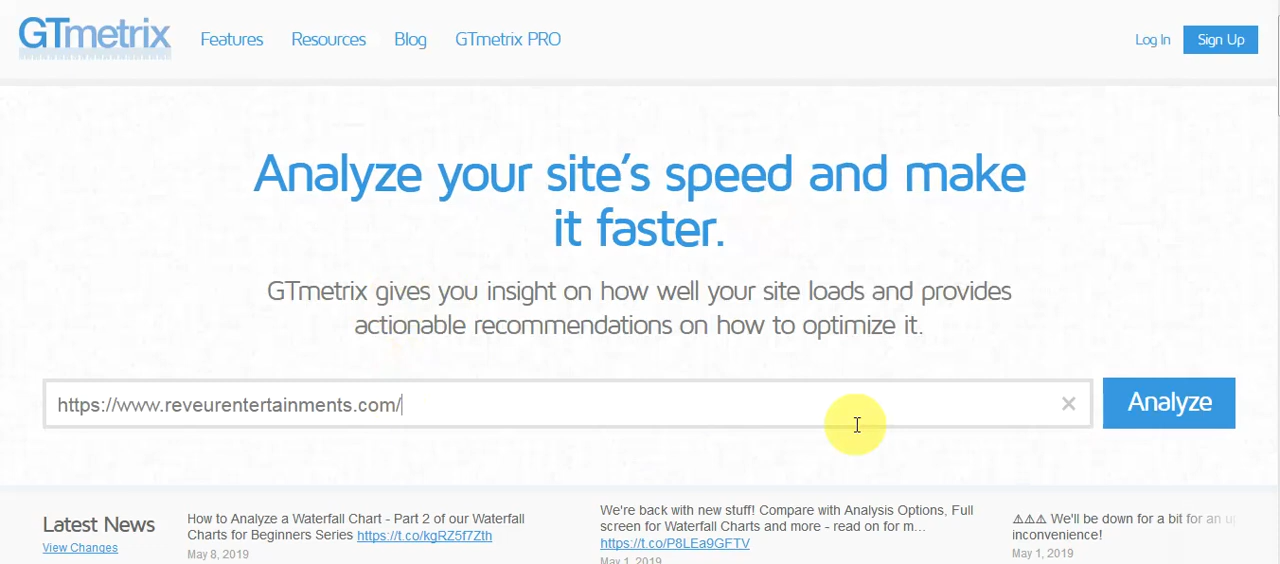 GTmetrix
Features Resources Blog GTmetrix PRO
Log In Sign Up
Analyze your site's speed and make
it faster.
GTmetrix gives you insight on how well your site loads and provides
actionable recommendations on how to optimize it.
https://www.reveurentertainments.com/
Analyze
Latest News
View Changes
How to Analyze a Waterfall Chart - Part 2 of our Waterfall
Charts for Beginners Series https://t.co/kgRZ5f7Zth
May 8, 2019
We're back with new stuff! Compare with Analysis Options, Full
screen for Waterfall Charts and more - read on for m...
https://t.co/P8LEa9GFTV
May 1, 2019
⚠⚠⚠ We'll be down for a bit for an
inconvenience!
May 1, 2019